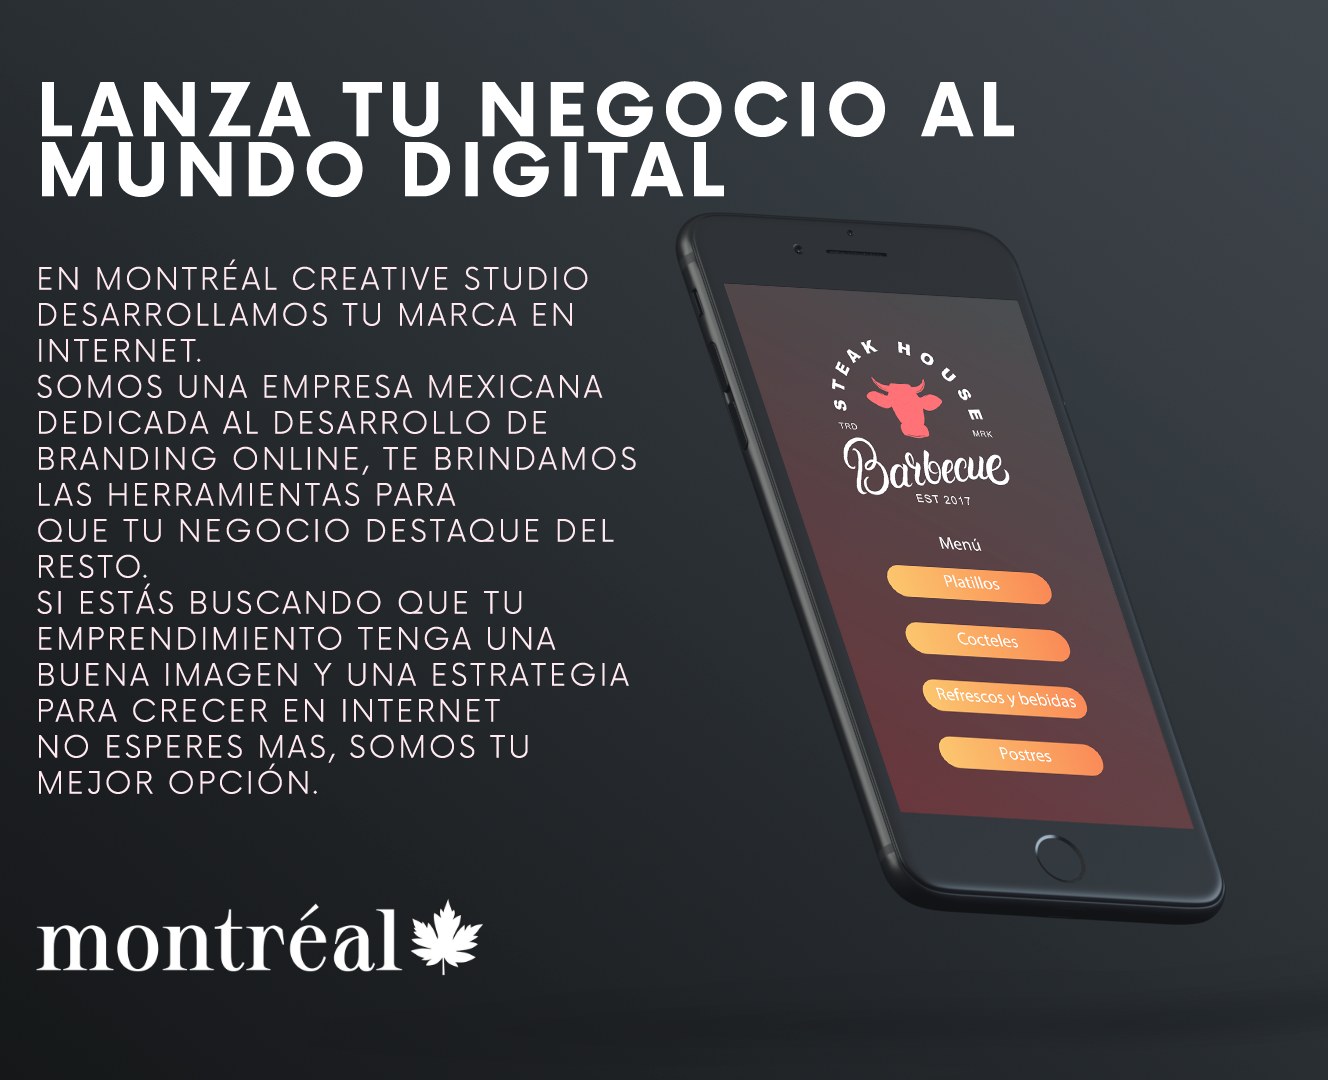 LANZA TU NEGOCIO AL
MUNDO DIGITAL
EN MONTRÉAL CREATIVE STUDIO
DESARROLLAMOS TU MARCA EN
INTERNET.
SOMOS UNA EMPRESA MEXICANA
DEDICADA AL DESARROLLO DE
BRANDING ONLINE, TE BRINDAMOS
LAS HERRAMIENTAS PARA
QUE TU NEGOCIO DESTAQUE DEL
RESTO.
SI ESTÁS BUSCANDO QUE TU
EMPRENDIMIENTO TENGA UNA
BUENA IMAGEN Y UNA ESTRATEGIA
PARA CRECER EN INTERNET
NO ESPERES MAS, SOMOS TU
MEJOR OPCIÓN.
montréal
STEAK HOUSE
TRD MRK
Barbecue
EST 2017
Menú
Platillos
Cocteles
Refrescos y bebidas
Postres